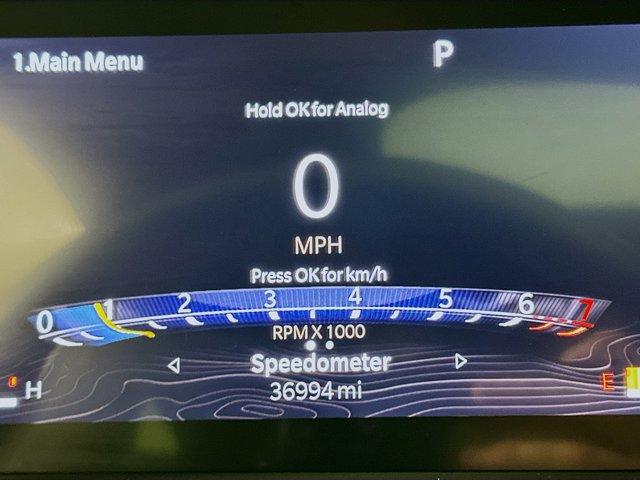 1.Main Menu
P
Hold OK for Analog
0
MPH
Press OK for km/h
0 1 2 3 4 5 6 7
RPM X 1000
Speedometer
H
36994 mi
E